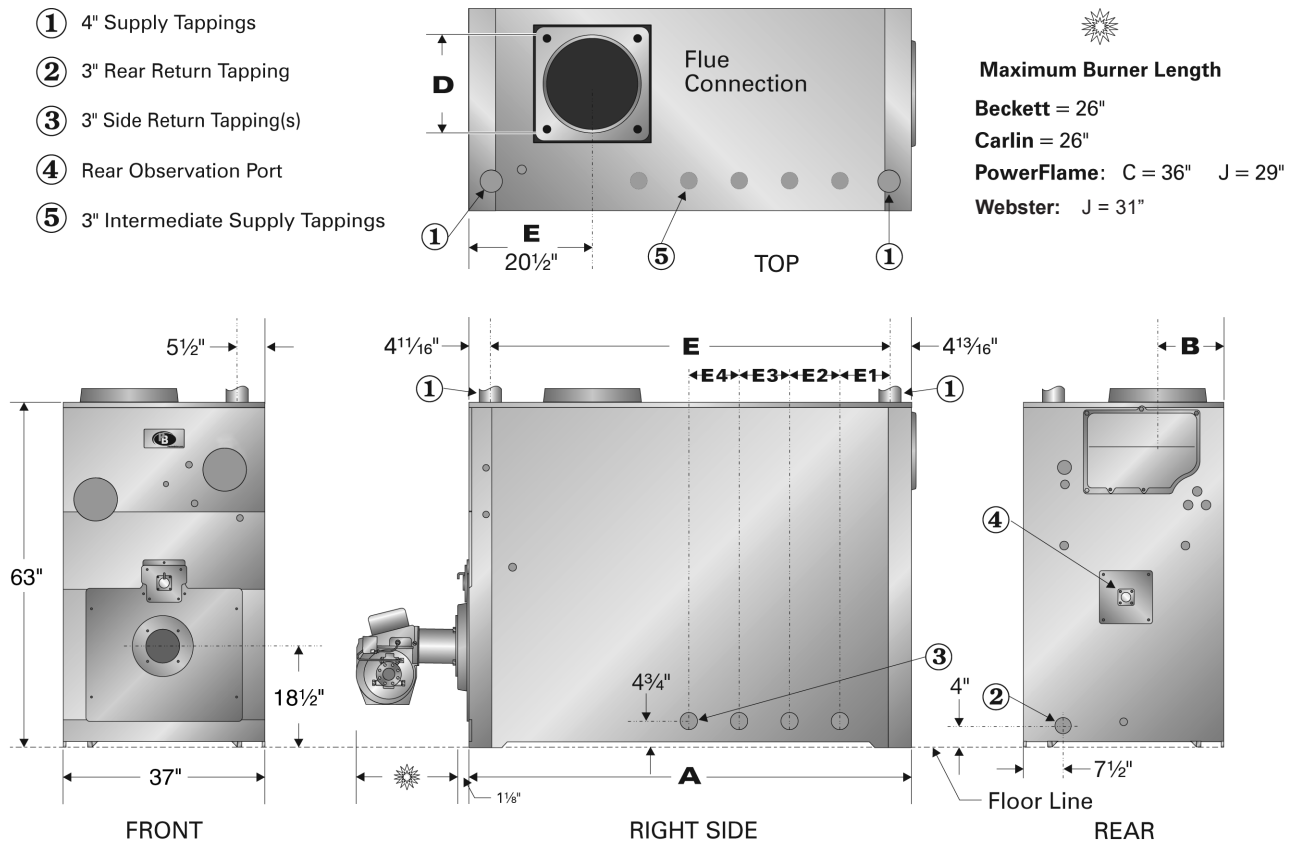 ① 4" Supply Tappings
② 3" Rear Return Tapping
③ 3" Side Return Tapping(s)
④ Rear Observation Port
⑤ 3" Intermediate Supply Tappings
D
Flue
Connection
①
E
20½"
⑤
TOP
①
Maximum Burner Length
Beckett = 26"
Carlin = 26"
PowerFlame: C = 36" J = 29"
Webster: J = 31”
5½"
B
63"
18½"
37"
FRONT
4¹¹⁄₁₆"
E
4¹³⁄₁₆"
E4 E3 E2 E1
①
①
4¾"
③
A
1⅛"
RIGHT SIDE
B
④
4"
②
7½"
Floor Line
REAR